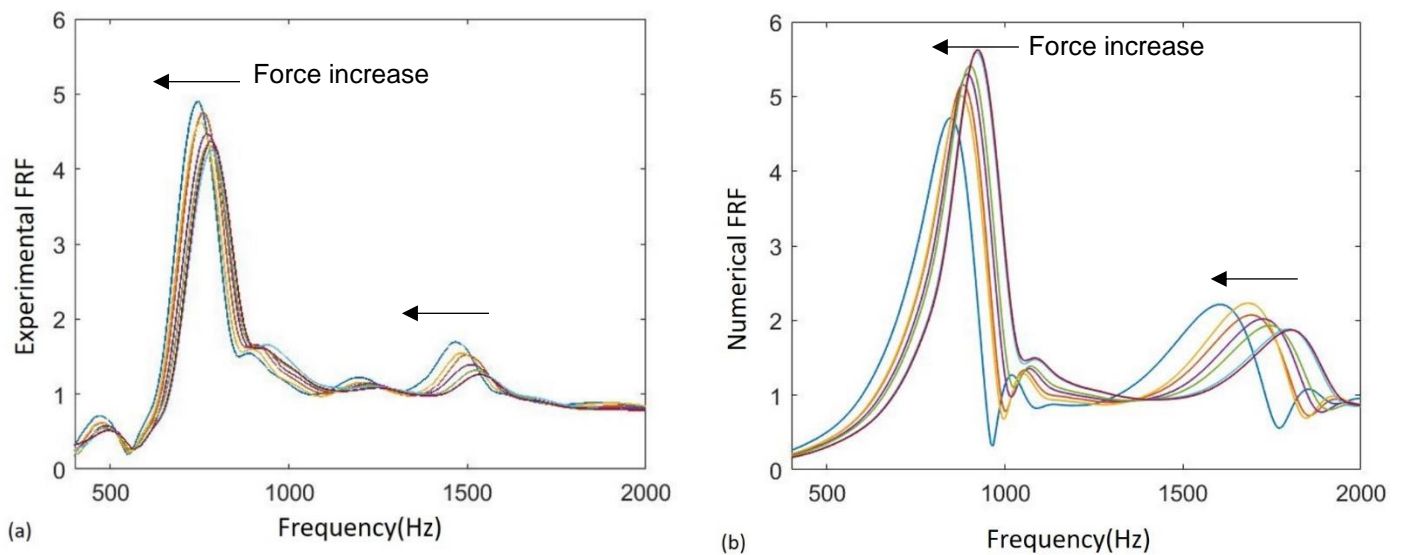 6
5
4
3
2
1
0
Experimental FRF
Force increase
500
1000
1500
2000
Frequency(Hz)
(a)
6
5
4
3
2
1
0
Numerical FRF
Force increase
500
1000
1500
2000
Frequency(Hz)
(b)